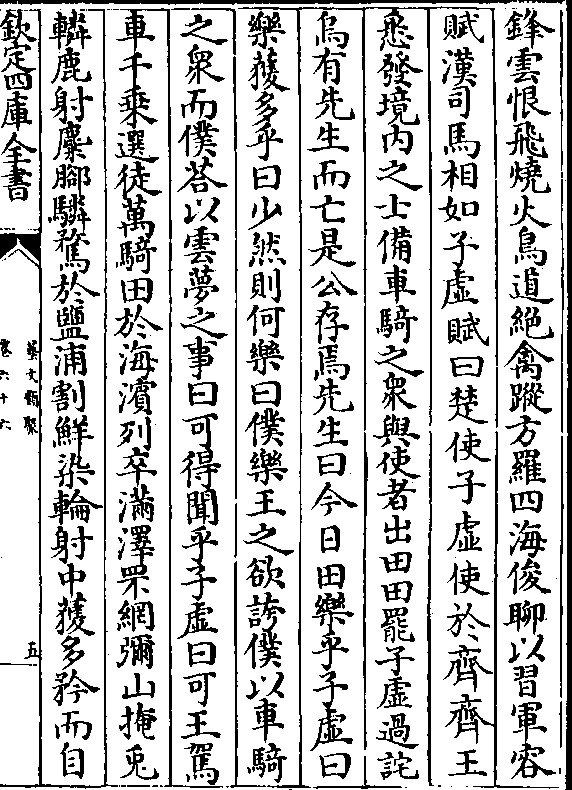 鋒雲恨飛燒火鳥道絕禽蹤方羅四海俊聊以習軍容
賦漢司馬相如子虛賦曰楚使子虛使於齊齊王
悉發境内之士備車騎之衆與使者出田田罷子虛過詫
烏有先生而亡是公存焉先生曰今日田樂乎子虛曰
樂獲多乎曰少然則何樂曰僕樂王之欲誇僕以車騎
之衆而僕荅以雲夢之事曰可得聞乎子虛曰可王駕
車千乘選徒萬騎田於海濵列卒滿澤罘網彌山掩兎
轔鹿射麋腳驎騖於鹽浦割鮮染輪射中獲多矜而自
欽定四庫全書
藝文類聚
卷六十六
五